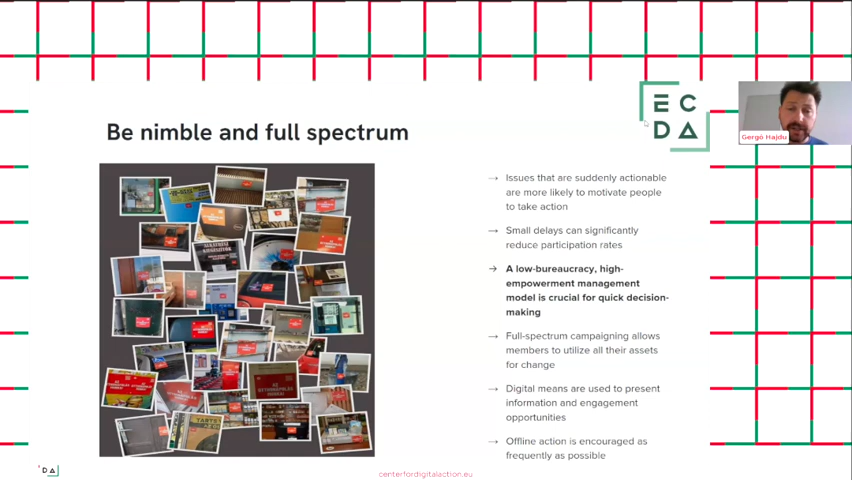 E C
D A
Gergő Hajdu
Be nimble and full spectrum
→ Issues that are suddenly actionable
are more likely to motivate people
to take action
→ Small delays can significantly
reduce participation rates
→ A low-bureaucracy, high-
empowerment management
model is crucial for quick decision-
making
→ Full-spectrum campaigning allows
members to utilize all their assets
for change
→ Digital means are used to present
information and engagement
opportunities
→ Offline action is encouraged as
frequently as possible
D A
centerfordigitalaction.eu